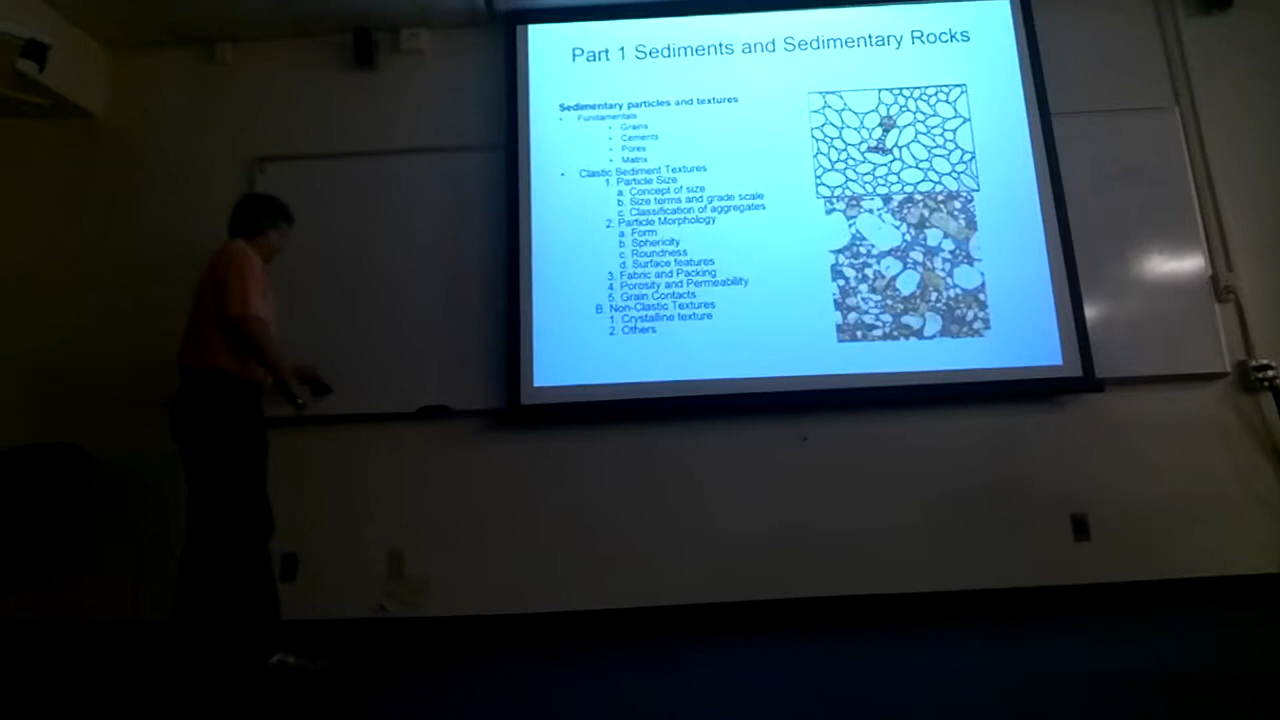 Part 1 Sediments and Sedimentary Rocks
Sedimentary particles and textures
• Fundamentals
• Grains
• Cements
• Pores
• Matrix
• Clastic Sediment Textures
1. Particle Size
a. Concept of size
b. Size terms and grade scale
c. Classification of aggregates
2. Particle Morphology
a. Form
b. Sphericity
c. Roundness
d. Surface features
3. Fabric and Packing
4. Porosity and Permeability
5. Grain Contacts
B. Non-Clastic Textures
1. Crystalline texture
2. Others